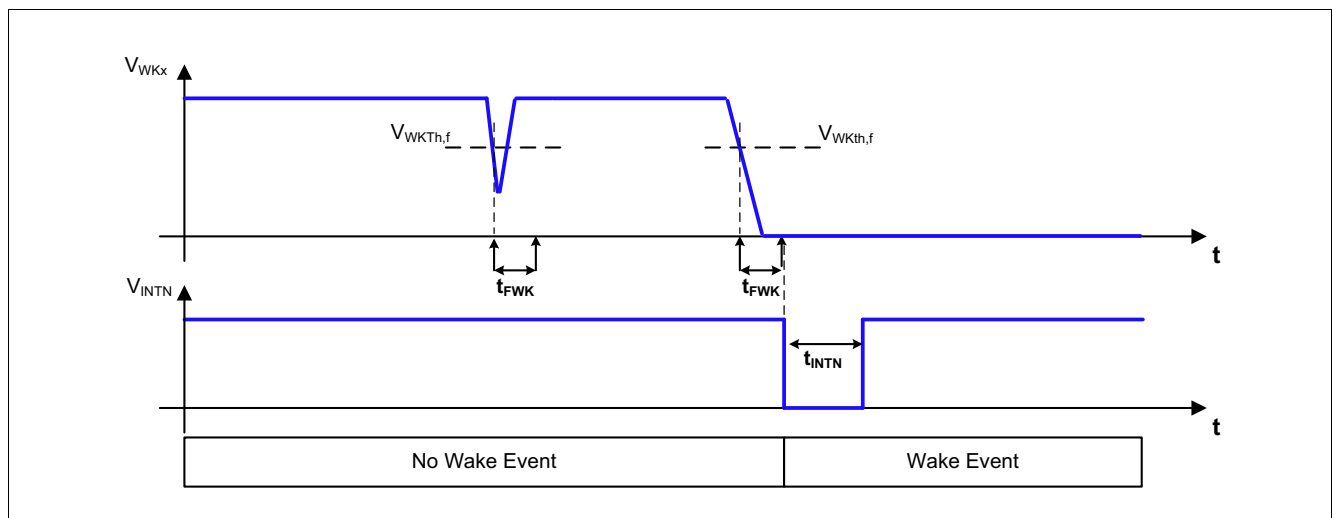 VWKx
VWKTh,f
VWKth,f
t
tFWK
tFWK
VINTN
tINTN
t
No Wake Event
Wake Event